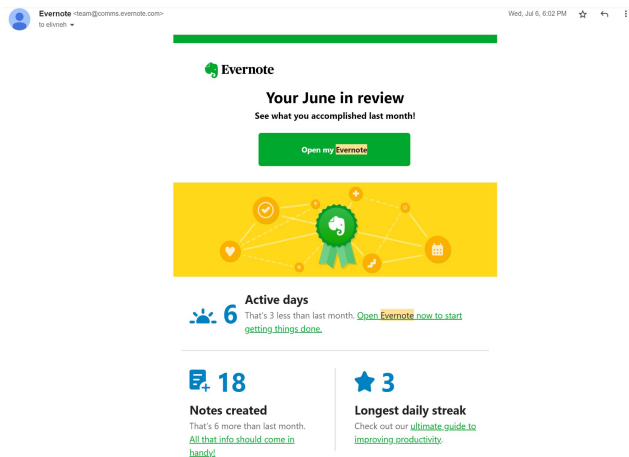 Evernote <team@comms.evernote.com>
Wed, Jul 6, 6:02 PM
to elivneh
Evernote
Your June in review
See what you accomplished last month!
Open my Evernote
6
Active days
That's 3 less than last month. Open Evernote now to start
getting things done.
18
Notes created
That's 6 more than last month.
All that info should come in
handy!
3
Longest daily streak
Check out our ultimate guide to
improving productivity.